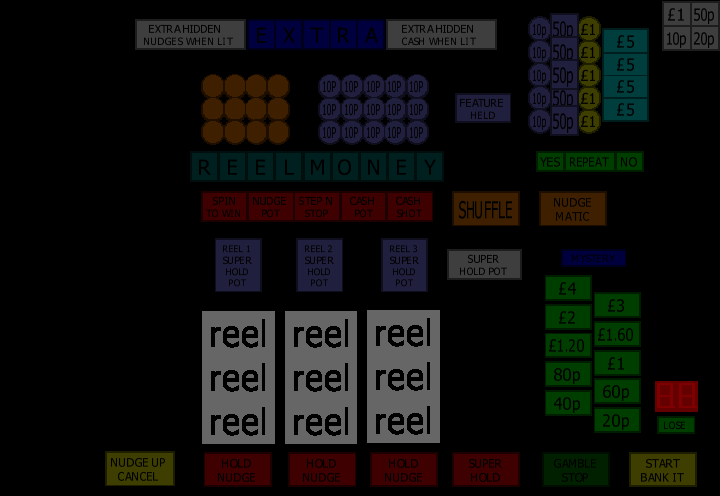 £1 50p
10p 20p
EXTRA HIDDEN
NUDGES WHEN LIT
E X T R A
EXTRA HIDDEN
CASH WHEN LIT
10p 50p £1
10p 50p £1
10p 50p £1
10p 50p £1
10p 50p £1
£5
£5
£5
£5
10P 10P 10P 10P 10P
10P 10P 10P 10P 10P
10P 10P 10P 10P 10P
FEATURE
HELD
R E E L M O N E Y
YES REPEAT NO
SPIN
TO WIN
NUDGE
POT
STEP 'N
STOP
CASH
POT
CASH
SHOT
SHUFFLE
NUDGE
MATIC
REEL 1
SUPER
HOLD
POT
REEL 2
SUPER
HOLD
POT
REEL 3
SUPER
HOLD
POT
SUPER
HOLD POT
£4
£3
£2
£1.60
£1.20
£1
80p
60p
40p
20p
reel reel reel
reel reel reel
reel reel reel
LOSE
NUDGE UP
CANCEL
HOLD
NUDGE
HOLD
NUDGE
HOLD
NUDGE
SUPER
HOLD
GAMBLE
STOP
START
BANK IT